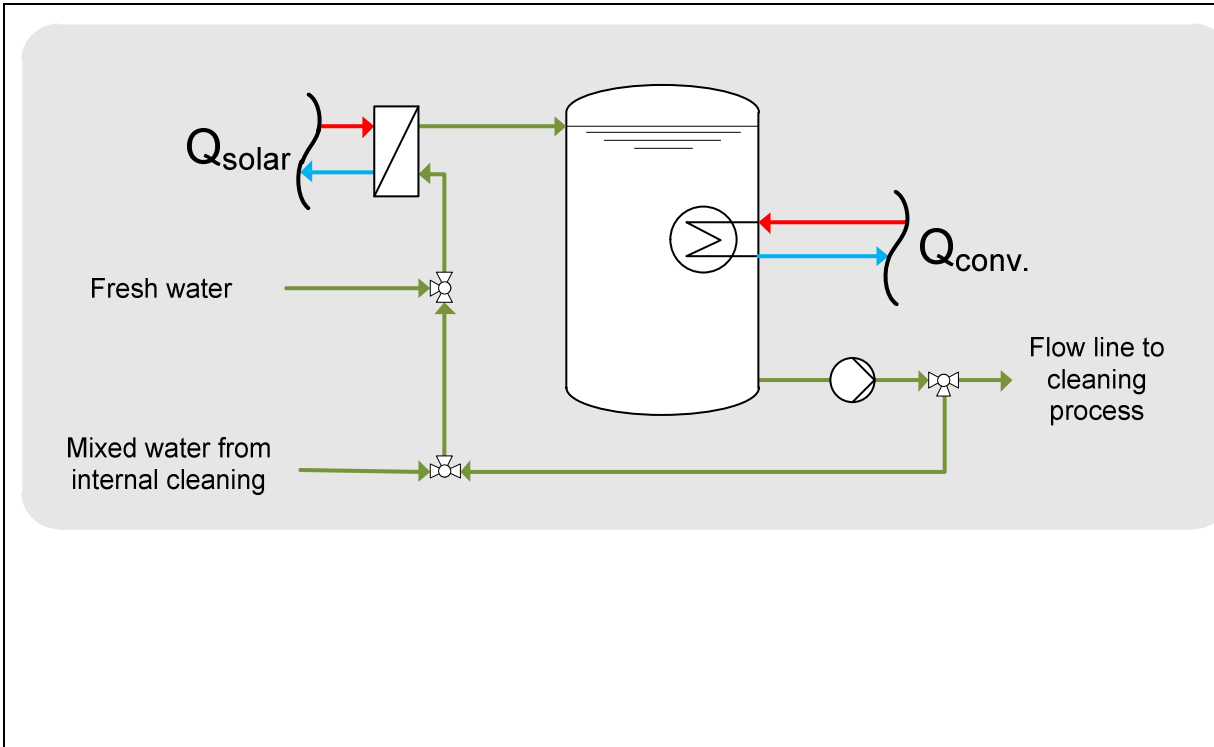 Qsolar
Qconv.
Fresh water
Flow line to
cleaning
process
Mixed water from
internal cleaning